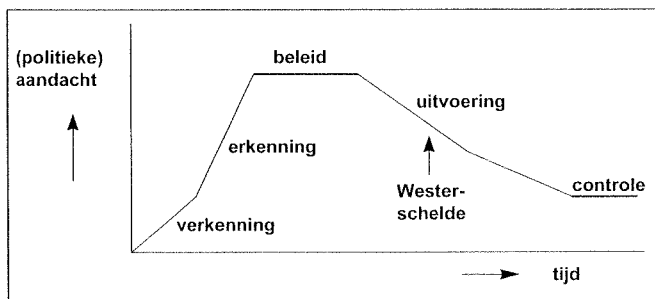 (politieke)
aandacht
beleid
uitvoering
erkenning
Wester-
schelde
controle
verkenning
tijd